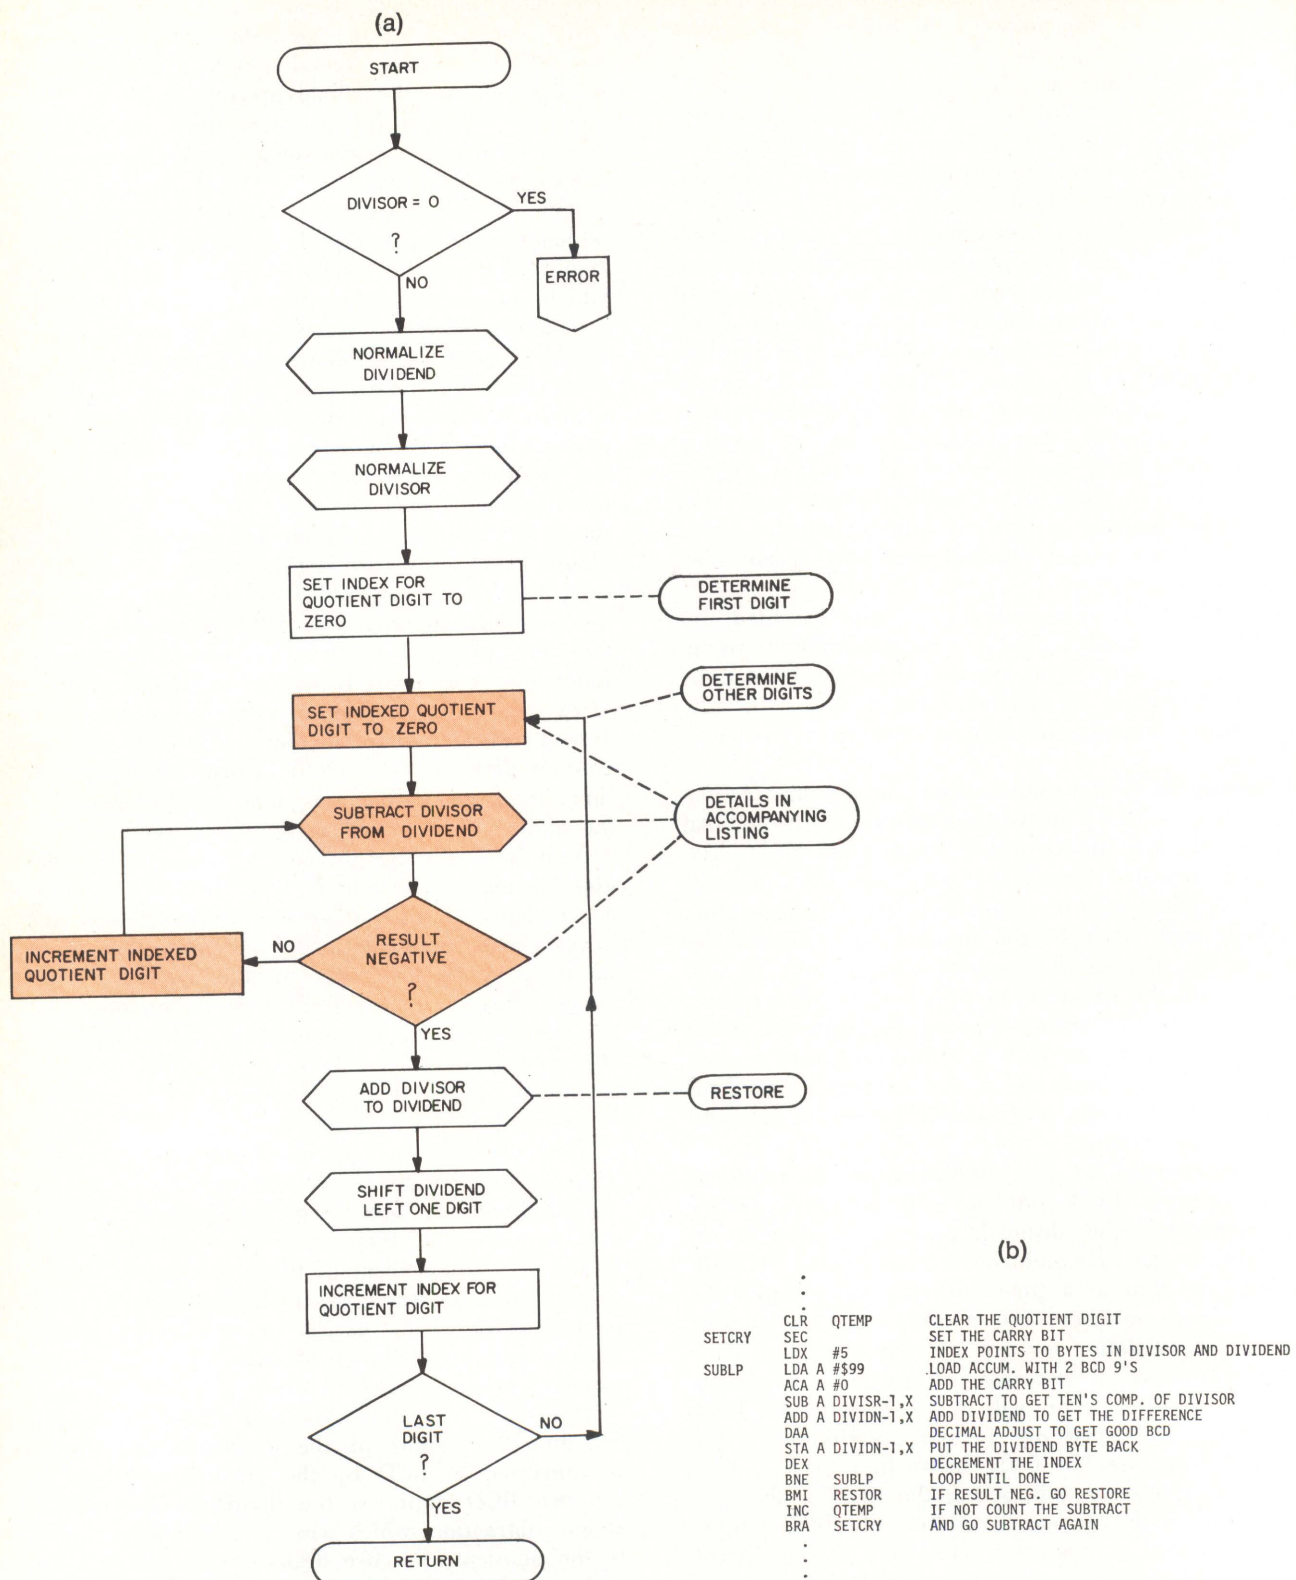 (a)
START
DIVISOR = 0
?
YES
NO
ERROR
NORMALIZE
DIVIDEND
NORMALIZE
DIVISOR
SET INDEX FOR
QUOTIENT DIGIT TO
ZERO
DETERMINE
FIRST DIGIT
DETERMINE
OTHER DIGITS
SET INDEXED QUOTIENT
DIGIT TO ZERO
SUBTRACT DIVISOR
FROM DIVIDEND
DETAILS IN
ACCOMPANYING
LISTING
RESULT
NEGATIVE
?
NO
INCREMENT INDEXED
QUOTIENT DIGIT
YES
ADD DIVISOR
TO DIVIDEND
RESTORE
SHIFT DIVIDEND
LEFT ONE DIGIT
INCREMENT INDEX FOR
QUOTIENT DIGIT
LAST
DIGIT
?
NO
YES
RETURN
(b)
CLR QTEMP CLEAR THE QUOTIENT DIGIT
SETCRY SEC SET THE CARRY BIT
LDX #5 INDEX POINTS TO BYTES IN DIVISOR AND DIVIDEND
SUBLP LDA A #$99 .LOAD ACCUM. WITH 2 BCD 9'S
ACA A #0 ADD THE CARRY BIT
SUB A DIVISR-1,X SUBTRACT TO GET TEN'S COMP. OF DIVISOR
ADD A DIVIDN-1,X ADD DIVIDEND TO GET THE DIFFERENCE
DAA DECIMAL ADJUST TO GET GOOD BCD
STA A DIVIDN-1,X PUT THE DIVIDEND BYTE BACK
DEX DECREMENT THE INDEX
BNE SUBLP LOOP UNTIL DONE
BMI RESTOR IF RESULT NEG. GO RESTORE
INC QTEMP IF NOT COUNT THE SUBTRACT
BRA SETCRY AND GO SUBTRACT AGAIN